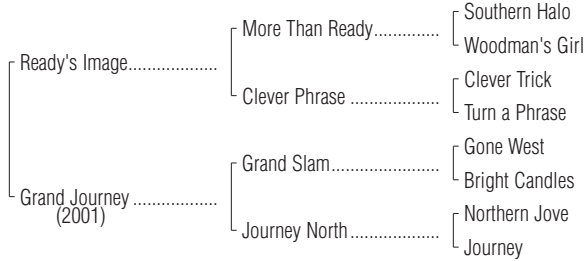 Southern Halo
More Than Ready..............
Woodman's Girl
Ready's Image...................
Clever Trick
Clever Phrase ...................
Turn a Phrase
Gone West
Grand Slam.......................
Bright Candles
Grand Journey ..................
(2001)
Northern Jove
Journey North...................
Journey